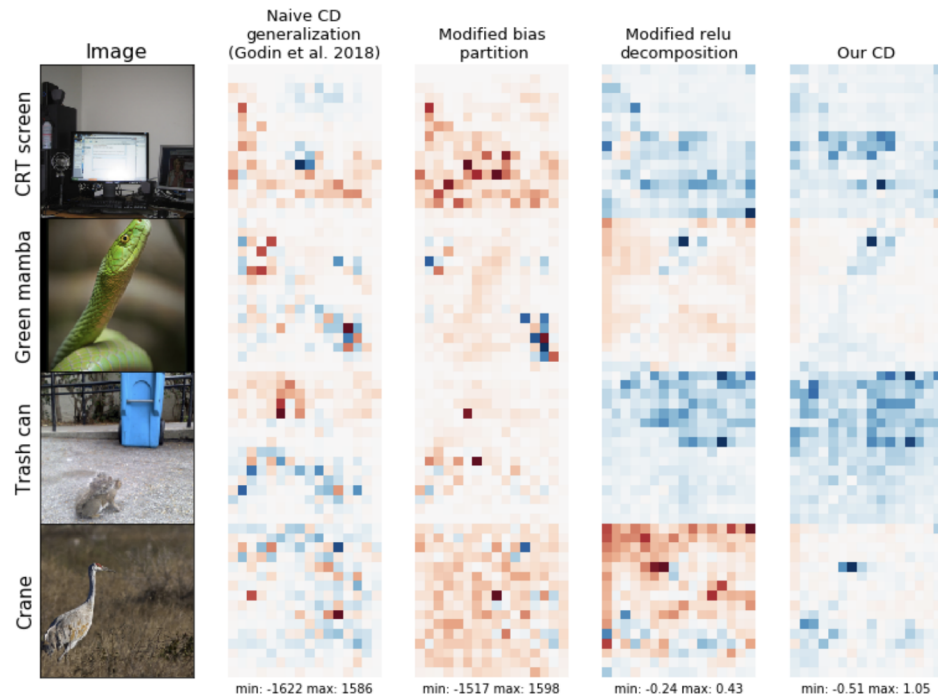 Image
Naive CD
generalization
(Godin et al. 2018)
Modified bias
partition
Modified relu
decomposition
Our CD
CRT screen
Green mamba
Trash can
Crane
min: -1622 max: 1586
min: -1517 max: 1598
min: -0.24 max: 0.43
min: -0.51 max: 1.05